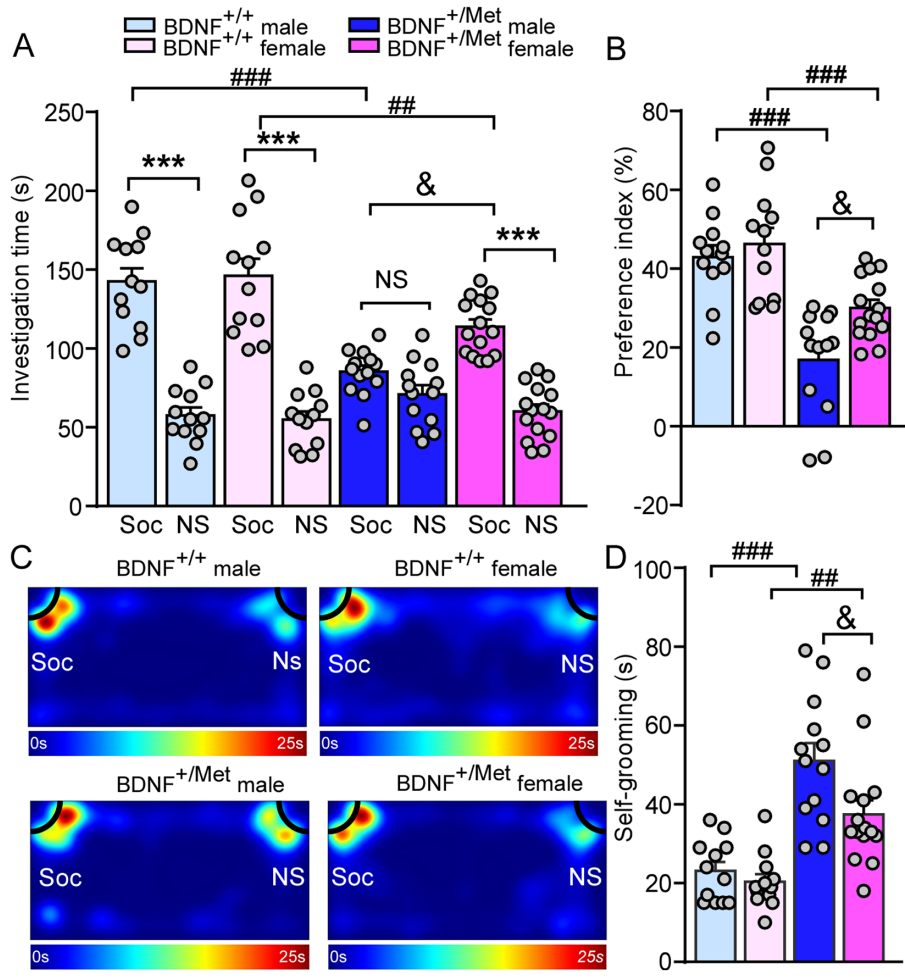 A
BDNF+/+ male
BDNF+/Met male
BDNF+/+ female
BDNF+/Met female
###
##
***
***
&
NS
***
Investigation time (s)
250
200
150
100
50
0
Soc NS Soc NS Soc NS Soc NS
B
###
###
&
Preference index (%)
80
60
40
20
0
-20
C
BDNF+/+ male
BDNF+/+ female
Soc
Ns
Soc
NS
0s 25s
0s 25s
BDNF+/Met male
BDNF+/Met female
Soc
NS
Soc
NS
0s 25s
0s 25s
D
###
##
&
Self-grooming (s)
100
80
60
40
20
0